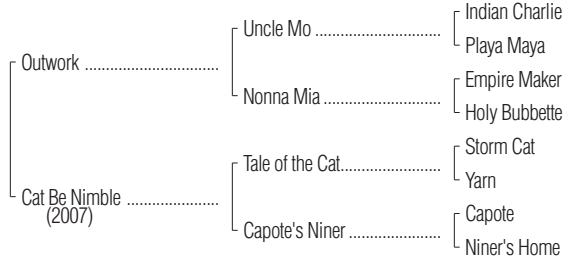 Indian Charlie
Uncle Mo
Playa Maya
Outwork
Empire Maker
Nonna Mia
Holy Bubbette
Storm Cat
Tale of the Cat
Yarn
Cat Be Nimble
(2007)
Capote
Capote's Niner
Niner's Home